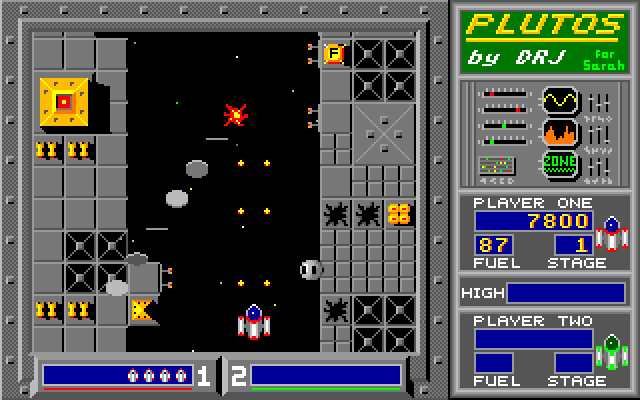 PLUTOS
by DRJ
for
Sarah
F
ZONE
PLAYER ONE
7800
87 1
FUEL STAGE
HIGH
PLAYER TWO
FUEL STAGE
1 2